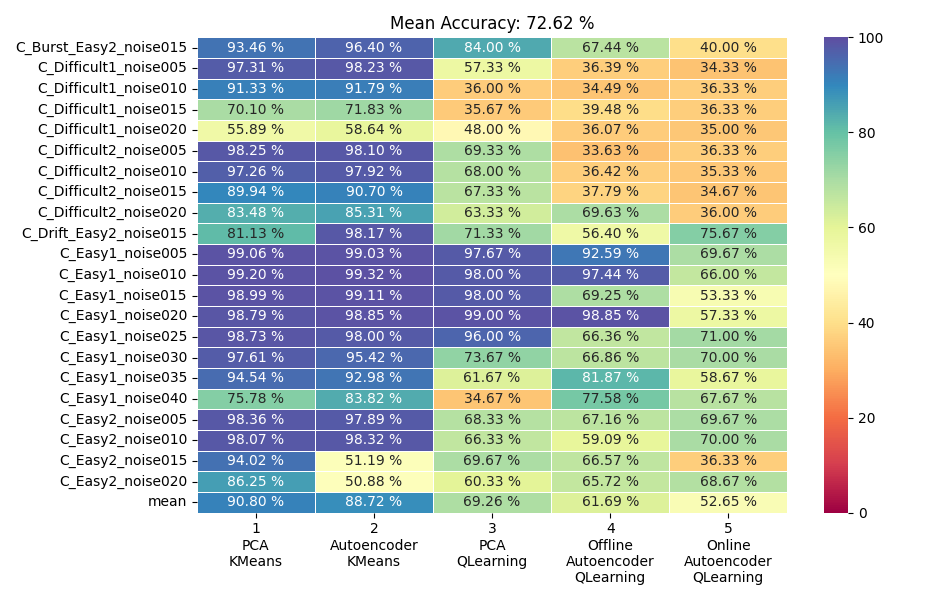 Mean Accuracy: 72.62 %
C_Burst_Easy2_noise015 93.46 % 96.40 % 84.00 % 67.44 % 40.00 % 100
C_Difficult1_noise005 97.31 % 98.23 % 57.33 % 36.39 % 34.33 %
C_Difficult1_noise010 91.33 % 91.79 % 36.00 % 34.49 % 36.33 %
C_Difficult1_noise015 70.10 % 71.83 % 35.67 % 39.48 % 36.33 %
C_Difficult1_noise020 55.89 % 58.64 % 48.00 % 36.07 % 35.00 % 80
C_Difficult2_noise005 98.25 % 98.10 % 69.33 % 33.63 % 36.33 %
C_Difficult2_noise010 97.26 % 97.92 % 68.00 % 36.42 % 35.33 %
C_Difficult2_noise015 89.94 % 90.70 % 67.33 % 37.79 % 34.67 %
C_Difficult2_noise020 83.48 % 85.31 % 63.33 % 69.63 % 36.00 %
C_Drift_Easy2_noise015 81.13 % 98.17 % 71.33 % 56.40 % 75.67 % 60
C_Easy1_noise005 99.06 % 99.03 % 97.67 % 92.59 % 69.67 %
C_Easy1_noise010 99.20 % 99.32 % 98.00 % 97.44 % 66.00 %
C_Easy1_noise015 98.99 % 99.11 % 98.00 % 69.25 % 53.33 %
C_Easy1_noise020 98.79 % 98.85 % 99.00 % 98.85 % 57.33 % 40
C_Easy1_noise025 98.73 % 98.00 % 96.00 % 66.36 % 71.00 %
C_Easy1_noise030 97.61 % 95.42 % 73.67 % 66.86 % 70.00 %
C_Easy1_noise035 94.54 % 92.98 % 61.67 % 81.87 % 58.67 %
C_Easy1_noise040 75.78 % 83.82 % 34.67 % 77.58 % 67.67 %
C_Easy2_noise005 98.36 % 97.89 % 68.33 % 67.16 % 69.67 % 20
C_Easy2_noise010 98.07 % 98.32 % 66.33 % 59.09 % 70.00 %
C_Easy2_noise015 94.02 % 51.19 % 69.67 % 66.57 % 36.33 %
C_Easy2_noise020 86.25 % 50.88 % 60.33 % 65.72 % 68.67 %
mean 90.80 % 88.72 % 69.26 % 61.69 % 52.65 % 0
1 2 3 4 5
PCA Autoencoder PCA Offline Online
KMeans KMeans QLearning Autoencoder Autoencoder
QLearning QLearning